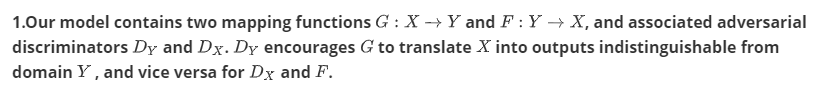 1.Our model contains two mapping functions G : X → Y and F : Y → X, and associated adversarial
discriminators D_Y and D_X. D_Y encourages G to translate X into outputs indistinguishable from
domain Y , and vice versa for D_X and F.